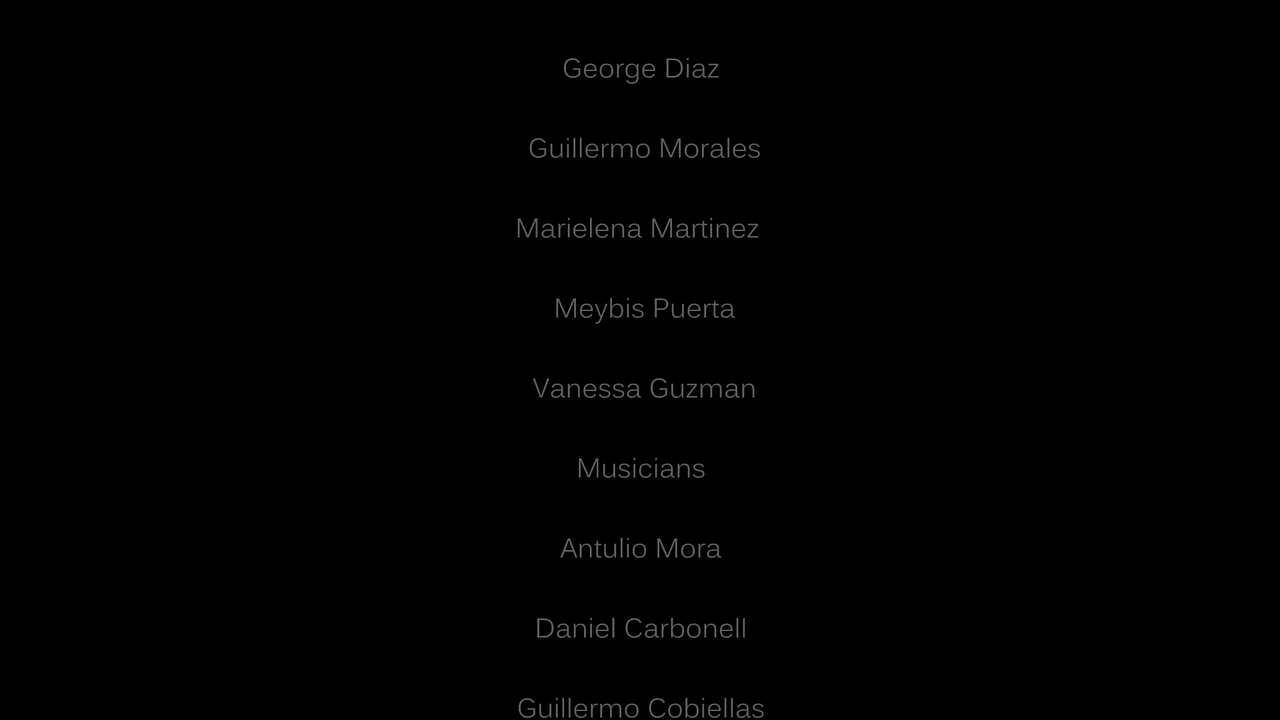 George Diaz
Guillermo Morales
Marielena Martinez
Meybis Puerta
Vanessa Guzman
Musicians
Antulio Mora
Daniel Carbonell
Guillermo Cobiellas